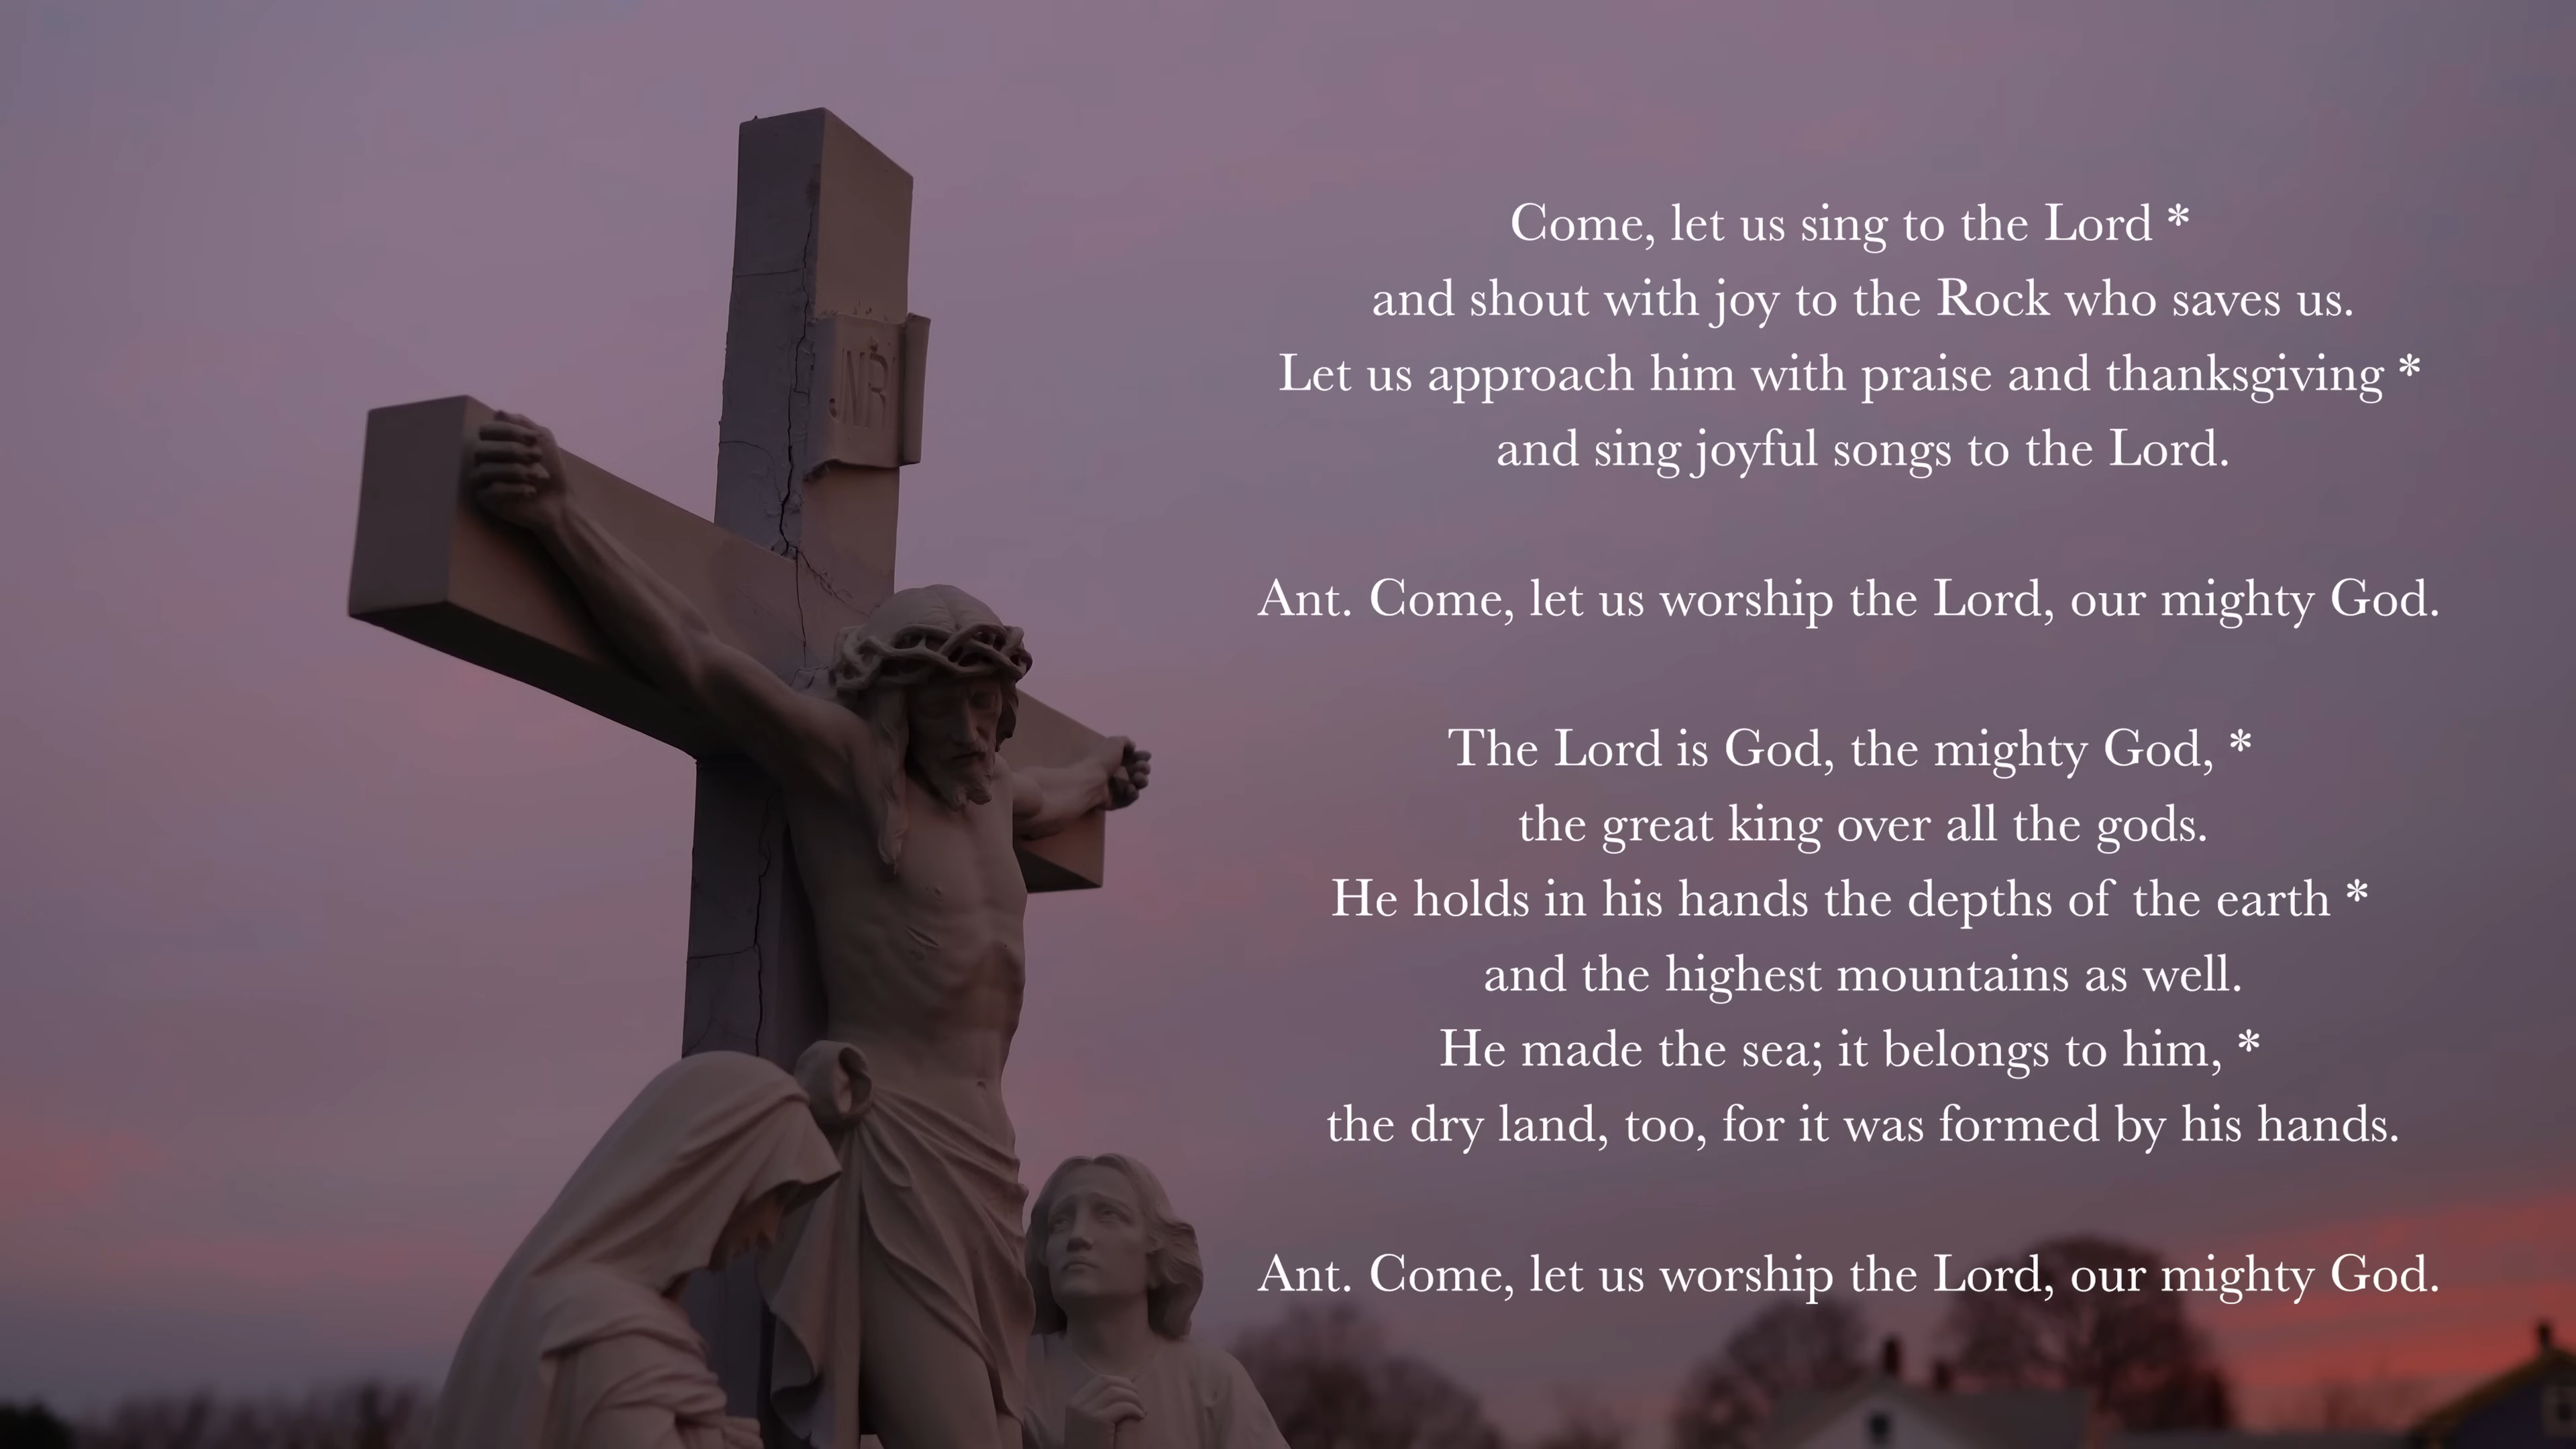 INRI
Come, let us sing to the Lord *
and shout with joy to the Rock who saves us.
Let us approach him with praise and thanksgiving *
and sing joyful songs to the Lord.
Ant. Come, let us worship the Lord, our mighty God.
The Lord is God, the mighty God, *
the great king over all the gods.
He holds in his hands the depths of the earth *
and the highest mountains as well.
He made the sea; it belongs to him, *
the dry land, too, for it was formed by his hands.
Ant. Come, let us worship the Lord, our mighty God.